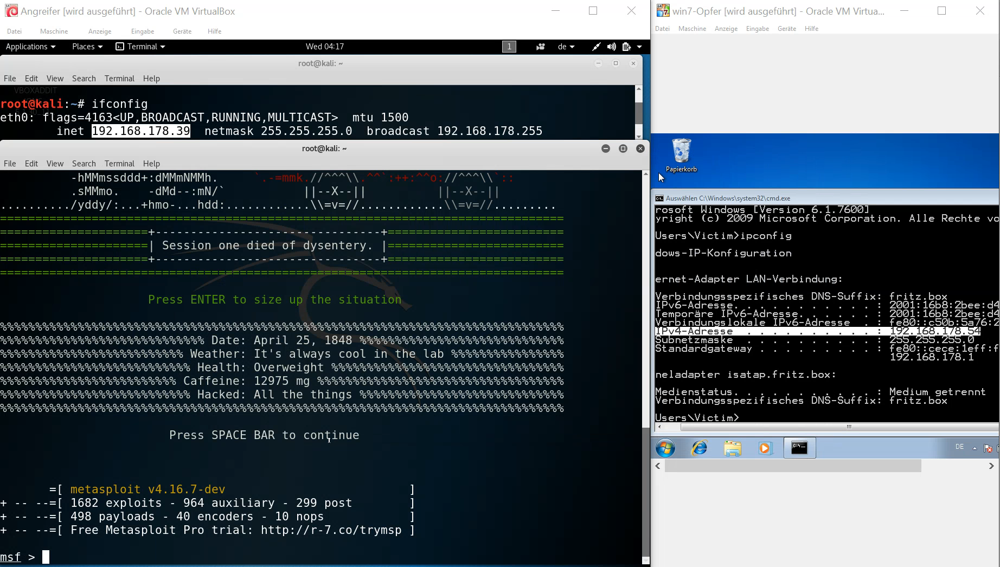 Angreifer [wird ausgeführt] - Oracle VM VirtualBox
Datei Maschine Anzeige Eingabe Geräte Hilfe
Applications Places Terminal Wed 04:17 1 de
root@kali: ~
File Edit View Search Terminal Help
VBOXADDIT
root@kali:~# ifconfig
eth0: flags=4163<UP,BROADCAST,RUNNING,MULTICAST> mtu 1500
inet 192.168.178.39 netmask 255.255.255.0 broadcast 192.168.178.255
root@kali: ~
File Edit View Search Terminal Help
-hMMmssddd+:dMMmNMMh. `.-=mmk.//^^^\\.^^`:++:^^o://^^^\\`::
.sMMmo. -dMd--:mN/` ||--X--|| ||--X--||
........../yddy/:...+hmo-...hdd:............\\=v=//............\\=v=//.........
================================================================================
=====================+--------------------------------+=========================
=====================| Session one died of dysentery. |=========================
=====================+--------------------------------+=========================
================================================================================
Press ENTER to size up the situation
%%%%%%%%%%%%%%%%%%%%%%%%%%%%%%%%%%%%%%%%%%%%%%%%%%%%%%%%%%%%%%%%%%%%%%%%%%%%%%%%%%
%%%%%%%%%%%%%%%%%%%%%%%%%%%%% Date: April 25, 1848 %%%%%%%%%%%%%%%%%%%%%%%%%%%%%
%%%%%%%%%%%%%%%%%%%%%%%%%% Weather: It's always cool in the lab %%%%%%%%%%%%%%%%
%%%%%%%%%%%%%%%%%%%%%%%%%%% Health: Overweight %%%%%%%%%%%%%%%%%%%%%%%%%%%%%%%%%
%%%%%%%%%%%%%%%%%%%%%%%%% Caffeine: 12975 mg %%%%%%%%%%%%%%%%%%%%%%%%%%%%%%%%%%%
%%%%%%%%%%%%%%%%%%%%%%%%%%% Hacked: All the things %%%%%%%%%%%%%%%%%%%%%%%%%%%%%
%%%%%%%%%%%%%%%%%%%%%%%%%%%%%%%%%%%%%%%%%%%%%%%%%%%%%%%%%%%%%%%%%%%%%%%%%%%%%%%%%%
Press SPACE BAR to continue
=[ metasploit v4.16.7-dev ]
+ -- --=[ 1682 exploits - 964 auxiliary - 299 post ]
+ -- --=[ 498 payloads - 40 encoders - 10 nops ]
+ -- --=[ Free Metasploit Pro trial: http://r-7.co/trymsp ]
msf >
win7-Opfer [wird ausgeführt] - Oracle VM Virtua...
Datei Maschine Anzeige Eingabe Geräte Hilfe
Papierkorb
Auswählen C:\Windows\system32\cmd.exe
rosoft Windows [Version 6.1.7600]
yright (c) 2009 Microsoft Corporation. Alle Rechte vo
Users\Victim>ipconfig
dows-IP-Konfiguration
ernet-Adapter LAN-Verbindung:
Verbindungsspezifisches DNS-Suffix: fritz.box
IPv6-Adresse. . . . . . . . . . . : 2001:16b8:2bee:d4
Temporäre IPv6-Adresse. . . . . . : 2001:16b8:2bee:d4
Verbindungslokale IPv6-Adresse . : fe80::c50b:5a76:2
IPv4-Adresse . . . . . . . . . . : 192.168.178.54
Subnetzmaske . . . . . . . . . . : 255.255.255.0
Standardgateway . . . . . . . . . : fe80::cece:1eff:f
192.168.178.1
neladapter isatap.fritz.box:
Medienstatus. . . . . . . . . . . : Medium getrennt
Verbindungsspezifisches DNS-Suffix: fritz.box
Users\Victim>
DE